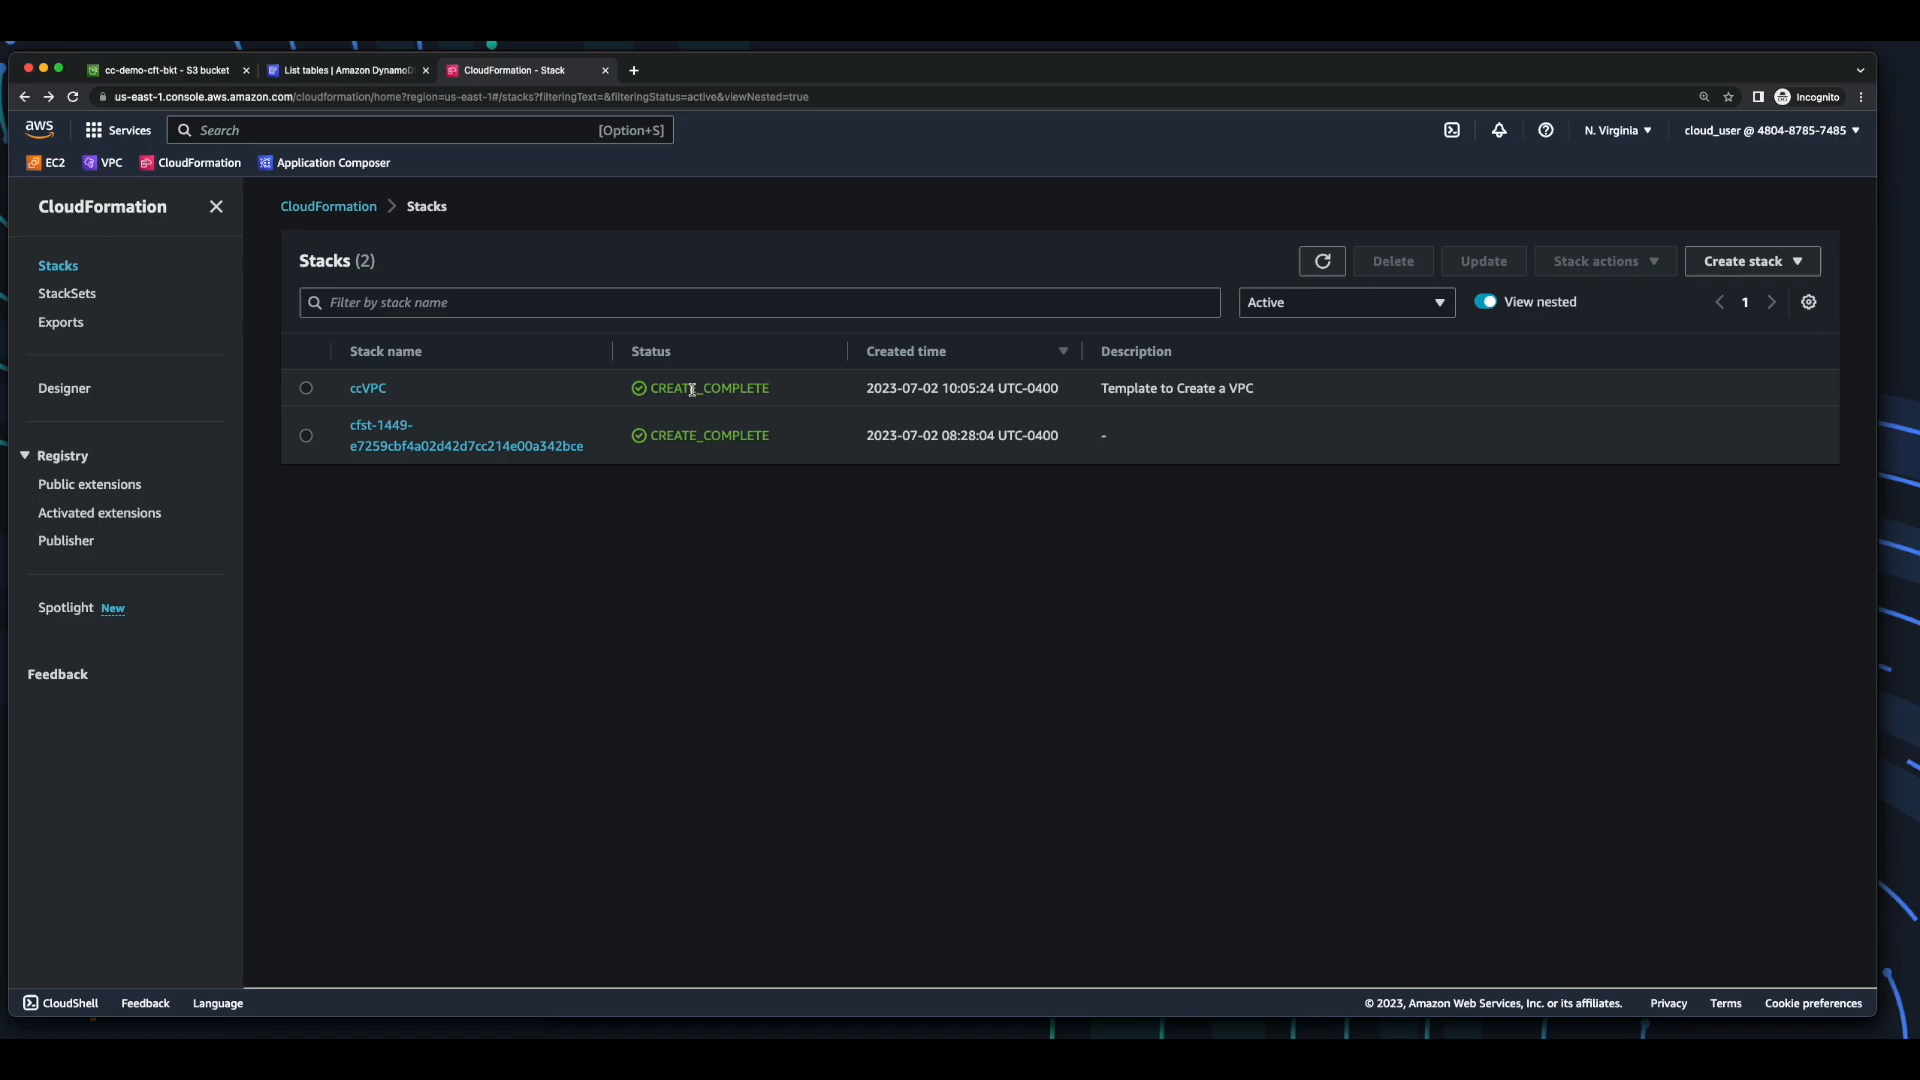 cc-demo-cft-bkt - S3 bucket
List tables | Amazon DynamoD
CloudFormation - Stack
us-east-1.console.aws.amazon.com/cloudformation/home?region=us-east-1#/stacks?filteringText=&filteringStatus=active&viewNested=true
Incognito
aws
Services
Search
[Option+S]
N. Virginia
cloud_user @ 4804-8785-7485
EC2
VPC
CloudFormation
Application Composer
CloudFormation
Stacks
StackSets
Exports
Designer
Registry
Public extensions
Activated extensions
Publisher
Spotlight New
Feedback
CloudFormation > Stacks
Stacks (2)
Delete
Update
Stack actions
Create stack
Filter by stack name
Active
View nested
1
Stack name
Status
Created time
Description
ccVPC
CREATE_COMPLETE
2023-07-02 10:05:24 UTC-0400
Template to Create a VPC
cfst-1449-
e7259cbf4a02d42d7cc214e00a342bce
CREATE_COMPLETE
2023-07-02 08:28:04 UTC-0400
-
CloudShell
Feedback
Language
© 2023, Amazon Web Services, Inc. or its affiliates.
Privacy
Terms
Cookie preferences